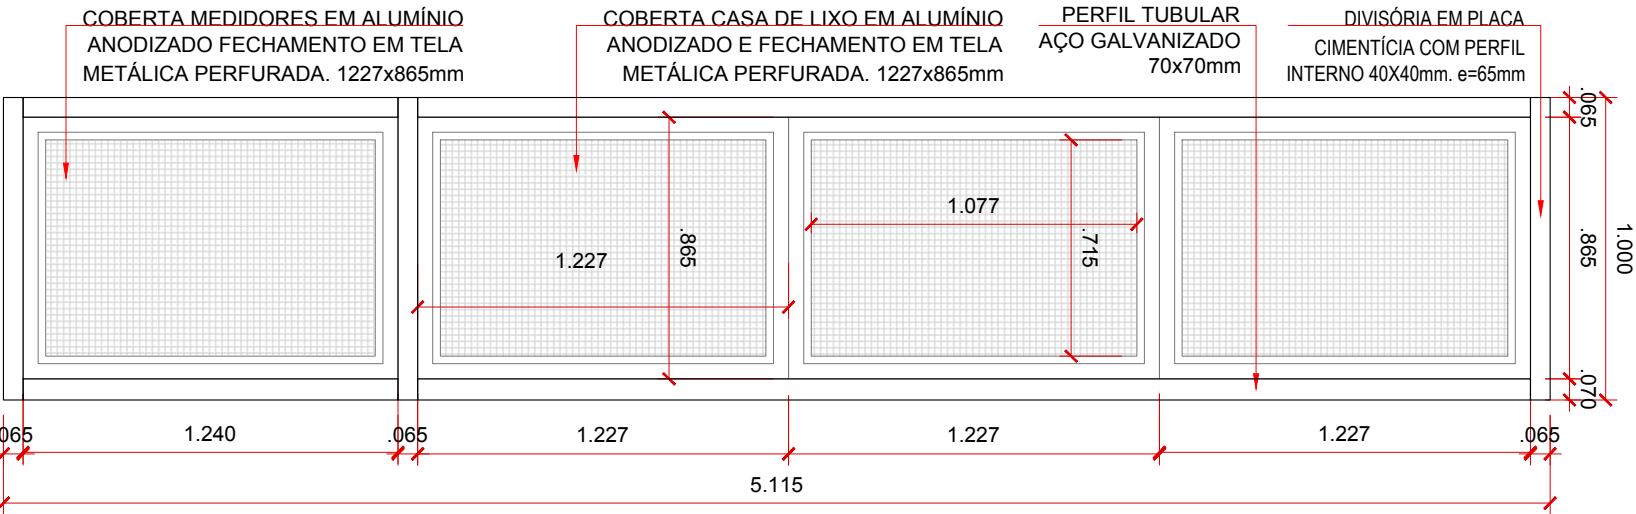 COBERTA MEDIDORES EM ALUMÍNIO
ANODIZADO FECHAMENTO EM TELA
METÁLICA PERFURADA. 1227x865mm
COBERTA CASA DE LIXO EM ALUMÍNIO
ANODIZADO E FECHAMENTO EM TELA
METÁLICA PERFURADA. 1227x865mm
PERFIL TUBULAR
AÇO GALVANIZADO
70x70mm
DIVISÓRIA EM PLACA
CIMENTÍCIA COM PERFIL
INTERNO 40X40mm. e=65mm
.065
1.077
.865
.715
1.227
.865
1.000
.070
065
1.240
.065
1.227
1.227
1.227
.065
5.115